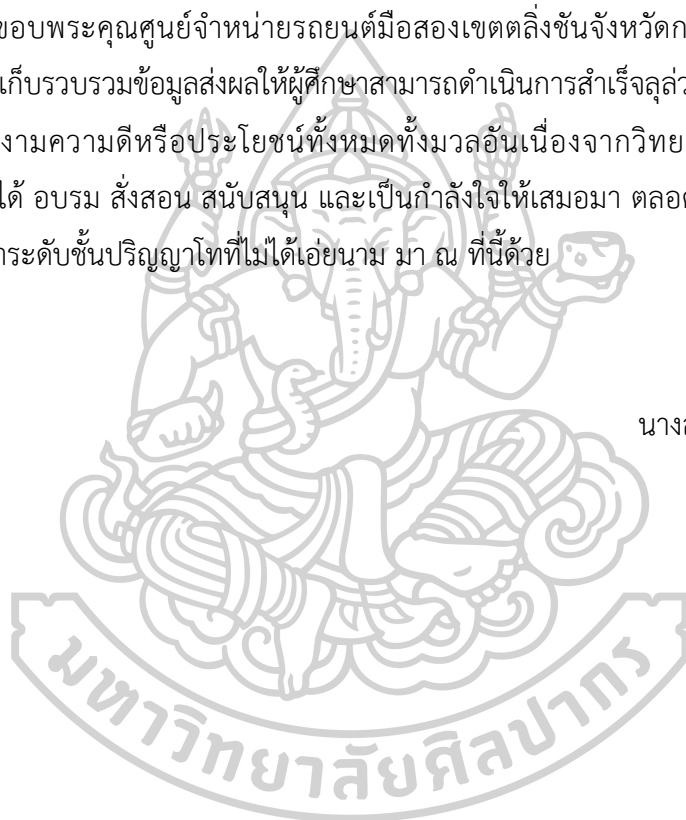 ขอบพระคุณศูนย์จำหน่ายรถยนต์มือสองเขตตลิ่งชันจังหวัดก
เก็บรวบรวมข้อมูลส่งผลให้ผู้ศึกษาสามารถดำเนินการสำเร็จลุล่ว
งามความดีหรือประโยชน์ทั้งหมดทั้งมวลอันเนื่องจากวิทย
ได้ อบรม สั่งสอน สนับสนุน และเป็นกำลังใจให้เสมอมา ตลอด
าระดับชั้นปริญญาโทที่ไม่ได้เอ่ยนาม มา ณ ที่นี้ด้วย
นางส
มหาวิทยาลัยศิลปากร